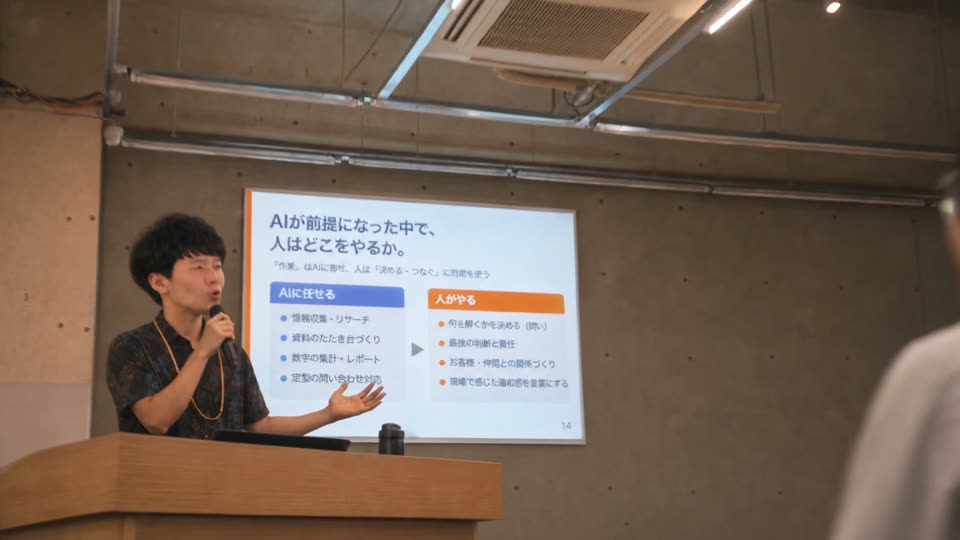 AIが前提になった中で、
人はどこをやるか。
「作業」はAIに寄せ、人は「決める・つなぐ」に時間を使う
AIに任せる
情報収集・リサーチ
資料のたたき台づくり
数字の集計・レポート
定型の問い合わせ対応
人がやる
何を解くかを決める（問い）
最後の判断と責任
お客様・仲間との関係づくり
現場で感じた違和感を言葉にする
14